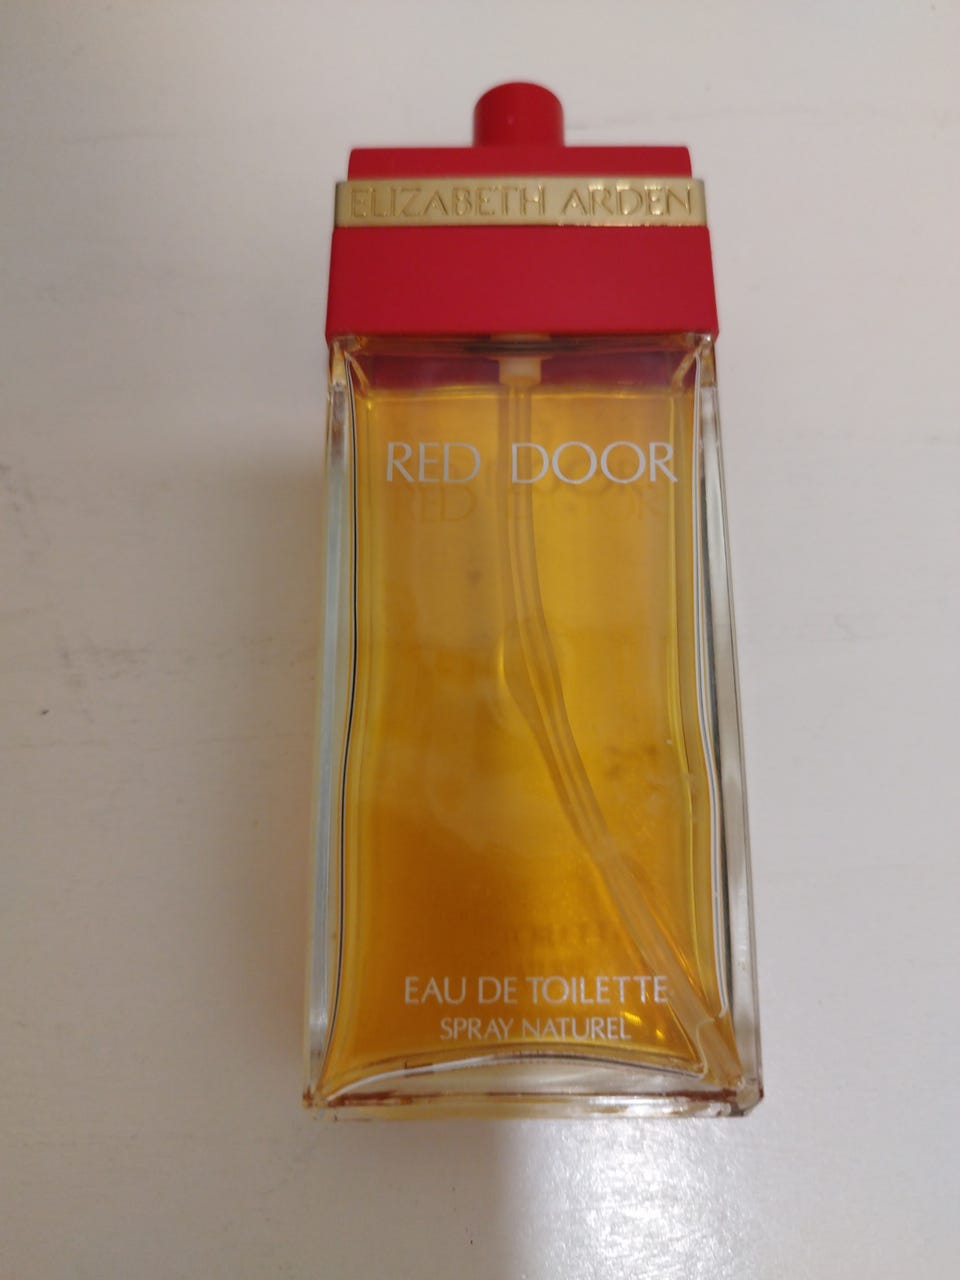 ELIZABETH ARDEN
RED DOOR
EAU DE TOILETTE
SPRAY NATUREL